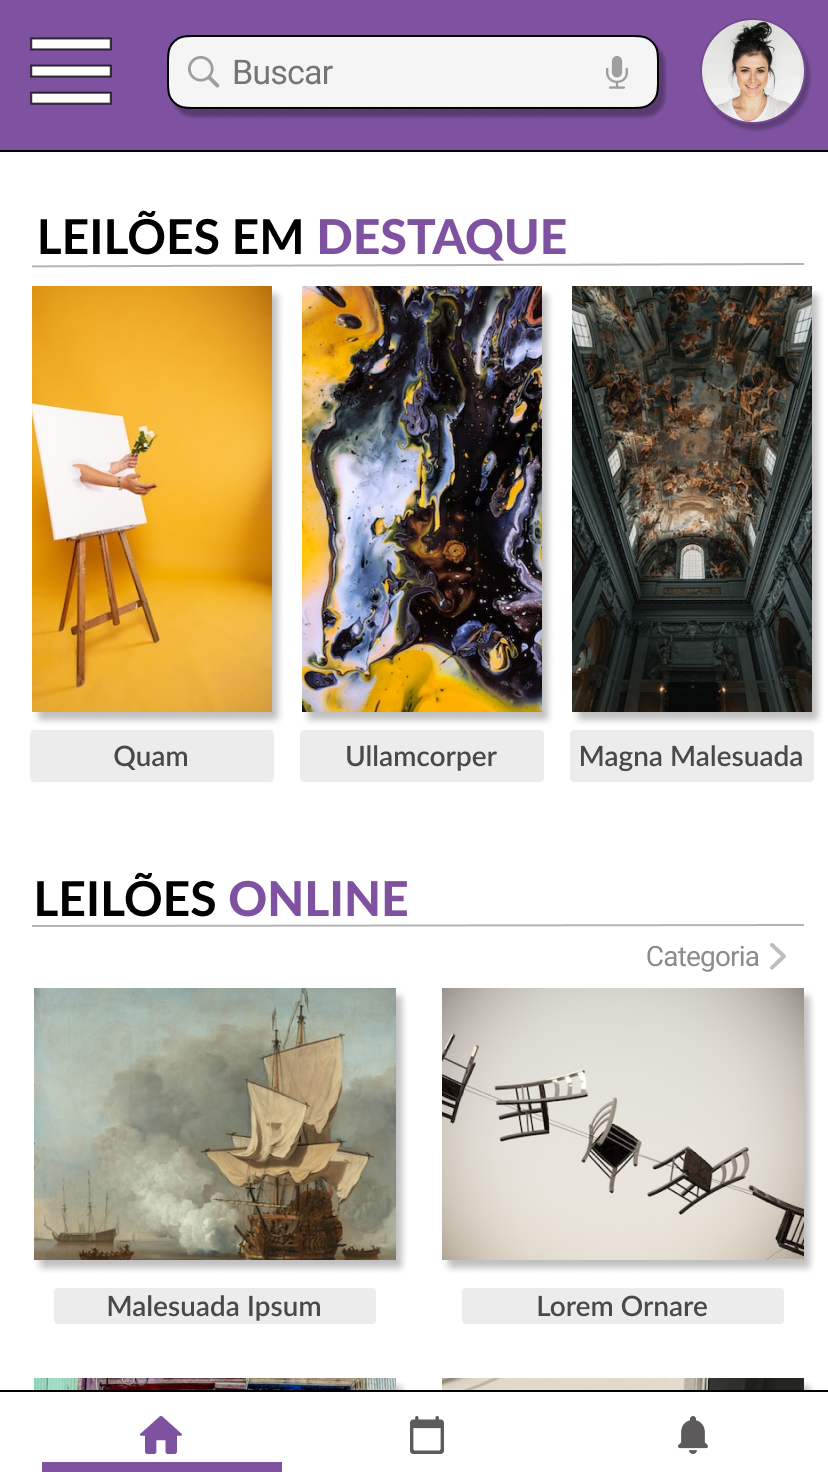 Buscar
LEILÕES EM DESTAQUE
Quam
Ullamcorper
Magna Malesuada
LEILÕES ONLINE
Categoria
Malesuada Ipsum
Lorem Ornare